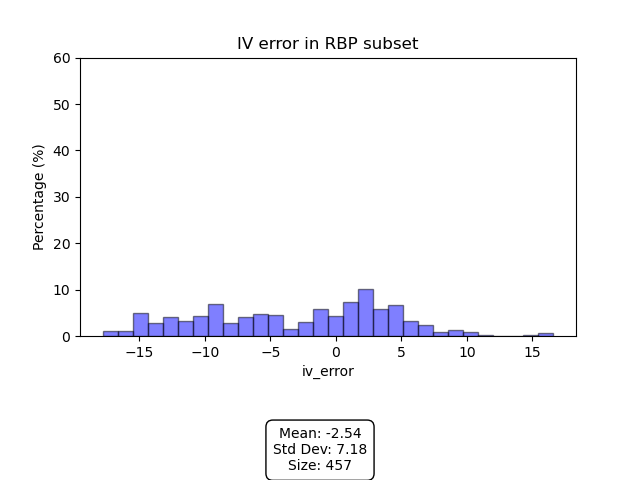 IV error in RBP subset
60
50
40
30
20
10
0
Percentage (%)
−15
−10
−5
0
5
10
15
iv_error
Mean: -2.54
Std Dev: 7.18
Size: 457